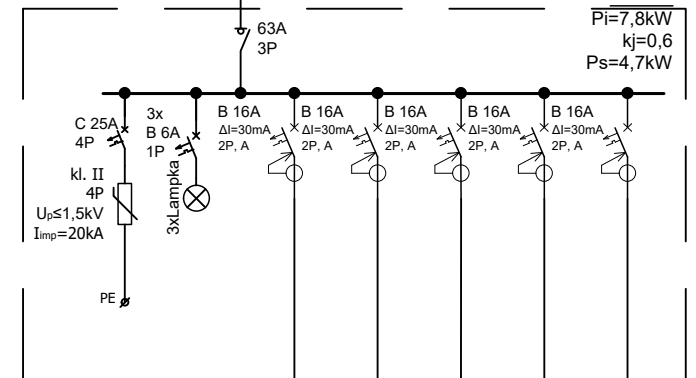 63A
3P
Pi=7,8kW
kj=0,6
Ps=4,7kW
C 25A
4P
3x
B 6A
1P
B 16A
ΔI=30mA
2P, A
B 16A
ΔI=30mA
2P, A
B 16A
ΔI=30mA
2P, A
B 16A
ΔI=30mA
2P, A
B 16A
ΔI=30mA
2P, A
kl. II
4P
Up≤1,5kV
Iimp=20kA
3xLampka
PE